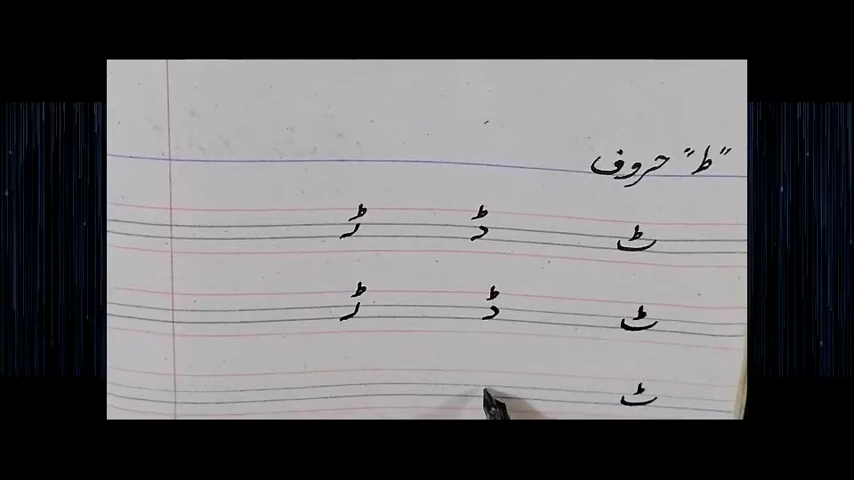 "ط" حروف
ٹ ڈ ڑ
ٹ ڈ ڑ
ٹ